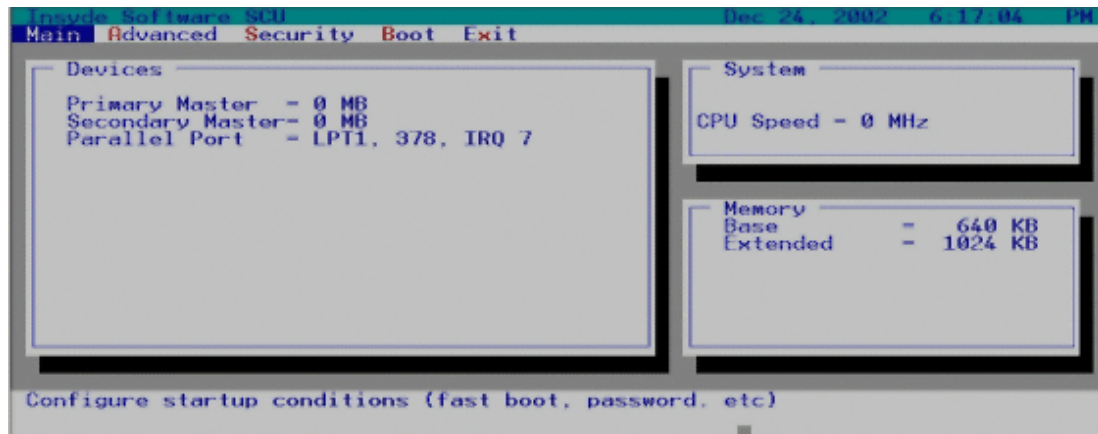 Insyde Software SCU Dec 24, 2002 6:17:04 PM
Main Advanced Security Boot Exit
Devices
Primary Master - 0 MB
Secondary Master- 0 MB
Parallel Port - LPT1, 378, IRQ 7
System
CPU Speed - 0 MHz
Memory
Base = 640 KB
Extended = 1024 KB
Configure startup conditions (fast boot, password, etc)